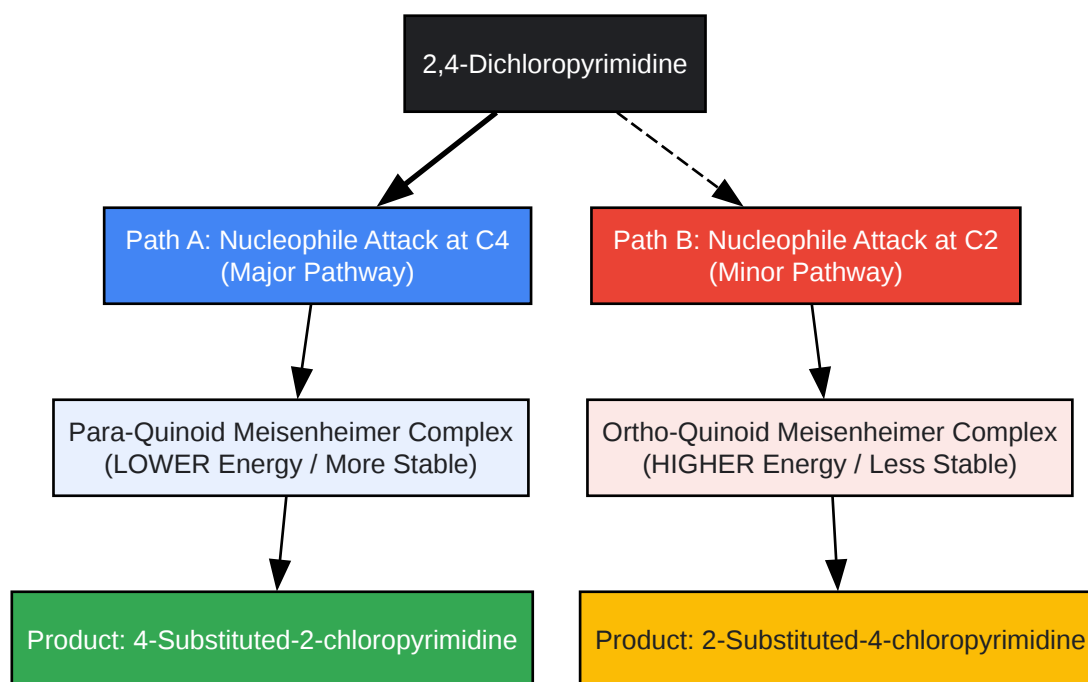 2,4-Dichloropyrimidine
Path A: Nucleophile Attack at C4
(Major Pathway)
Path B: Nucleophile Attack at C2
(Minor Pathway)
Para-Quinoid Meisenheimer Complex
(LOWER Energy / More Stable)
Ortho-Quinoid Meisenheimer Complex
(HIGHER Energy / Less Stable)
Product: 4-Substituted-2-chloropyrimidine
Product: 2-Substituted-4-chloropyrimidine